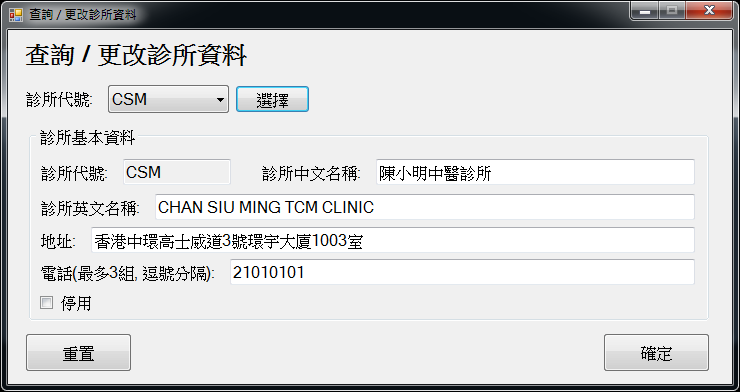 查詢 / 更改診所資料
查詢 / 更改診所資料
診所代號: CSM 選擇
診所基本資料
診所代號: CSM 診所中文名稱: 陳小明中醫診所
診所英文名稱: CHAN SIU MING TCM CLINIC
地址: 香港中環高士威道3號環宇大廈1003室
電話(最多3組, 逗號分隔): 21010101
停用
重置 確定